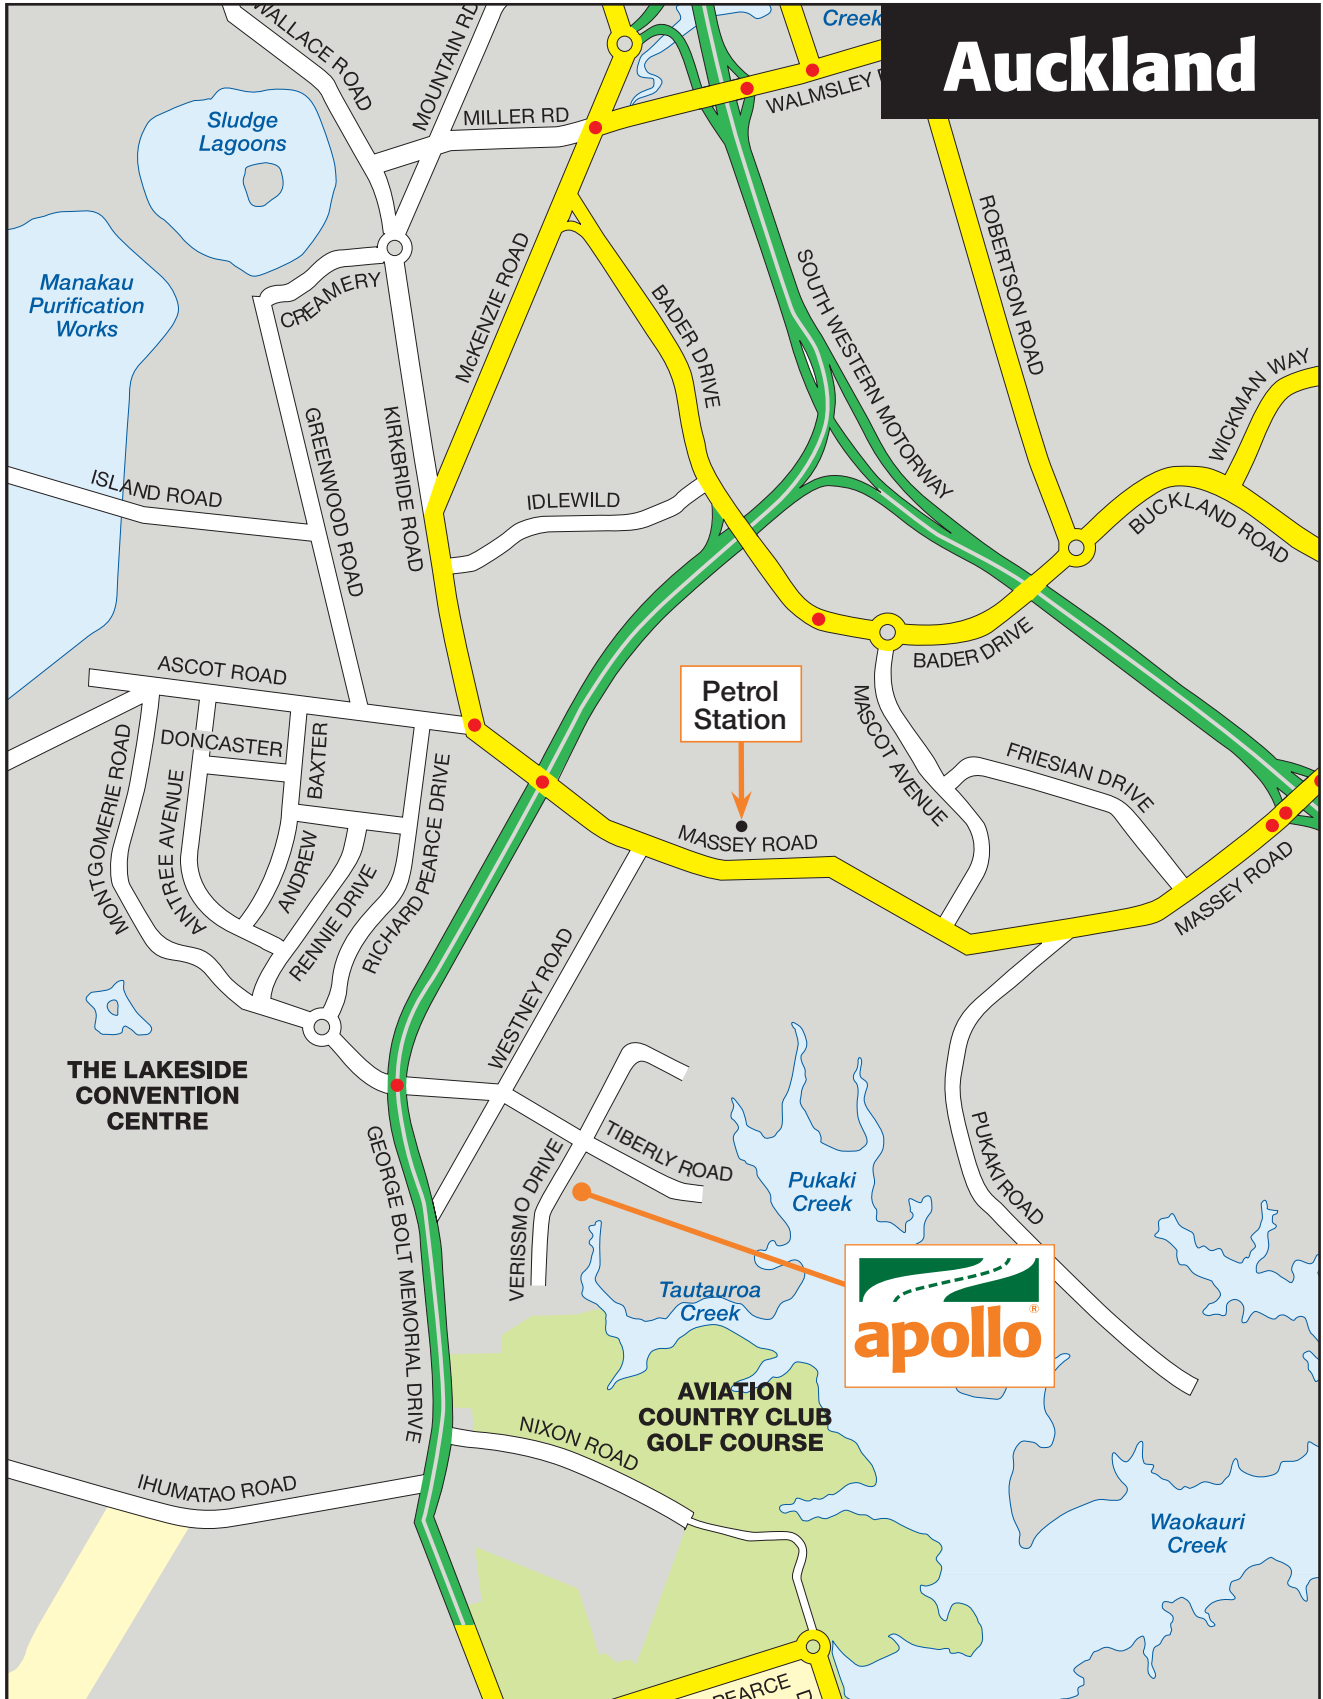 Auckland
Creek
WALLACE ROAD
MOUNTAIN RD
MILLER RD
WALMSLEY
Sludge
Lagoons
ROBERTSON ROAD
Manakau
Purification
Works
CREAMERY
McKENZIE ROAD
BADER DRIVE
SOUTH WESTERN MOTORWAY
WICKMAN WAY
BUCKLAND ROAD
ISLAND ROAD
GREENWOOD ROAD
KIRKBRIDE ROAD
IDLEWILD
BADER DRIVE
ASCOT ROAD
Petrol
Station
MASCOT AVENUE
FRIESIAN DRIVE
DONCASTER
BAXTER
MONTGOMERIE ROAD
AINTREE AVENUE
ANDREW
RENNIE DRIVE
RICHARD PEARCE DRIVE
MASSEY ROAD
MASSEY ROAD
WESTNEY ROAD
THE LAKESIDE
CONVENTION
CENTRE
GEORGE BOLT MEMORIAL DRIVE
VERISSMO DRIVE
TIBERLY ROAD
PUKAKI ROAD
Pukaki
Creek
Tautauroa
Creek
apollo®
AVIATION
COUNTRY CLUB
GOLF COURSE
NIXON ROAD
IHUMATAO ROAD
Waokauri
Creek
PEARCE